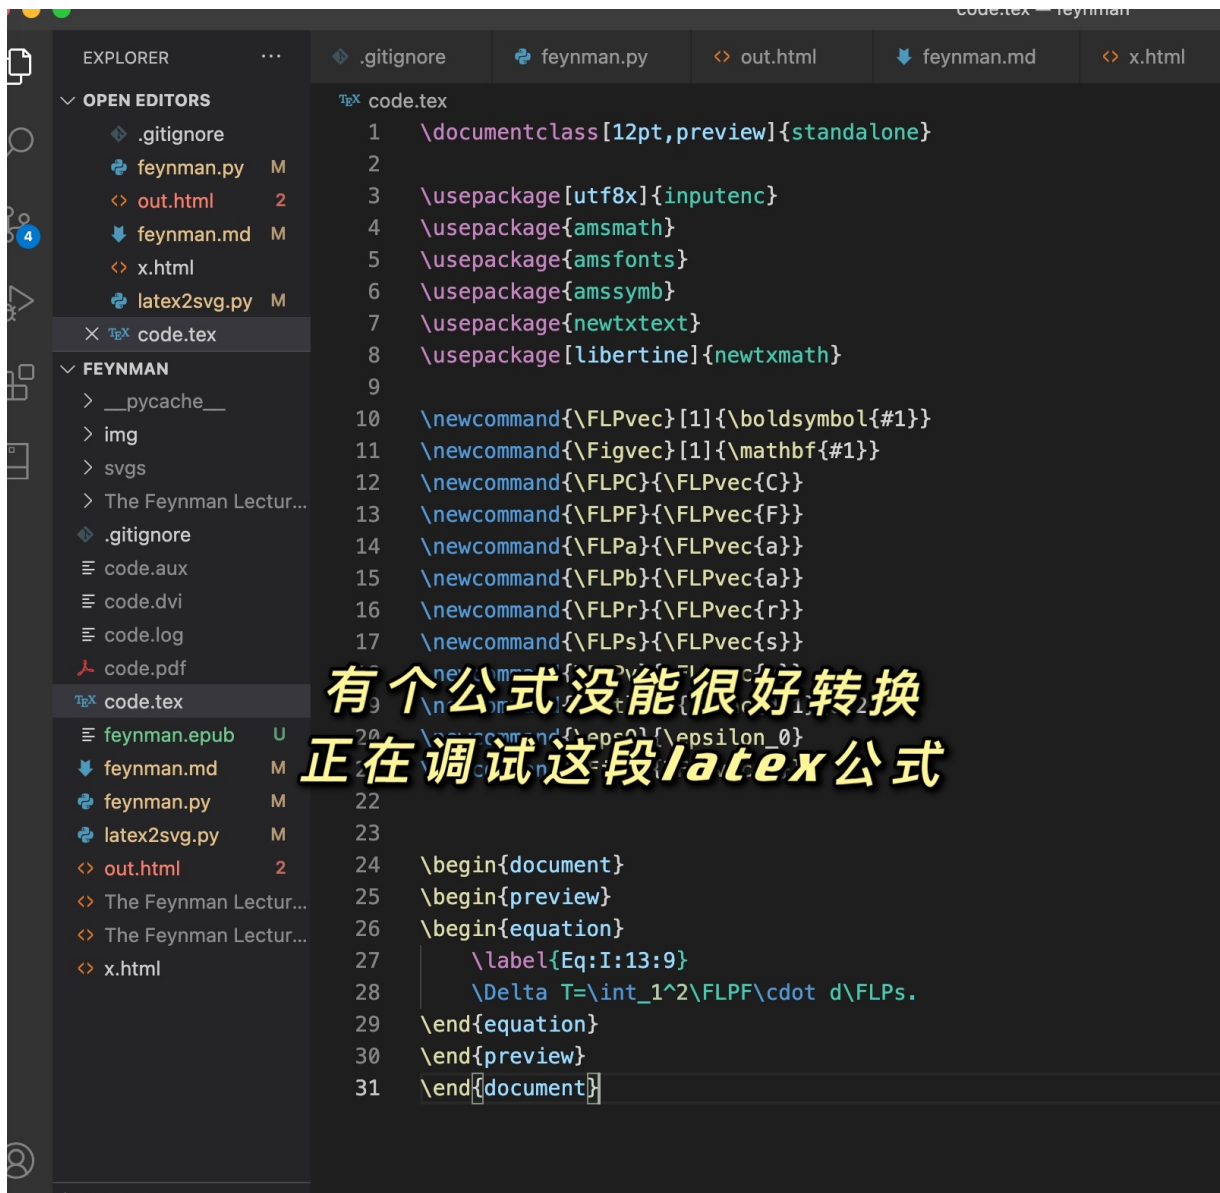 code.tex — feynman
EXPLORER
.gitignore
feynman.py
out.html
feynman.md
x.html
OPEN EDITORS
.gitignore
feynman.py M
out.html 2
feynman.md M
x.html
latex2svg.py M
code.tex
FEYNMAN
__pycache__
img
svgs
The Feynman Lectur...
.gitignore
code.aux
code.dvi
code.log
code.pdf
code.tex
feynman.epub U
feynman.md M
feynman.py M
latex2svg.py M
out.html 2
The Feynman Lectur...
The Feynman Lectur...
x.html
4
code.tex
1 \documentclass[12pt,preview]{standalone}
2
3 \usepackage[utf8x]{inputenc}
4 \usepackage{amsmath}
5 \usepackage{amsfonts}
6 \usepackage{amssymb}
7 \usepackage{newtxtext}
8 \usepackage[libertine]{newtxmath}
9
10 \newcommand{\FLPvec}[1]{\boldsymbol{#1}}
11 \newcommand{\Figvec}[1]{\mathbf{#1}}
12 \newcommand{\FLPC}{\FLPvec{C}}
13 \newcommand{\FLPF}{\FLPvec{F}}
14 \newcommand{\FLPa}{\FLPvec{a}}
15 \newcommand{\FLPb}{\FLPvec{a}}
16 \newcommand{\FLPr}{\FLPvec{r}}
17 \newcommand{\FLPs}{\FLPvec{s}}
有个公式没能很好转换
20 \epsilon_0}
正在调试这段latex公式
22
23
24 \begin{document}
25 \begin{preview}
26 \begin{equation}
27 \label{Eq:I:13:9}
28 \Delta T=\int_1^2\FLPF\cdot d\FLPs.
29 \end{equation}
30 \end{preview}
31 \end{document}